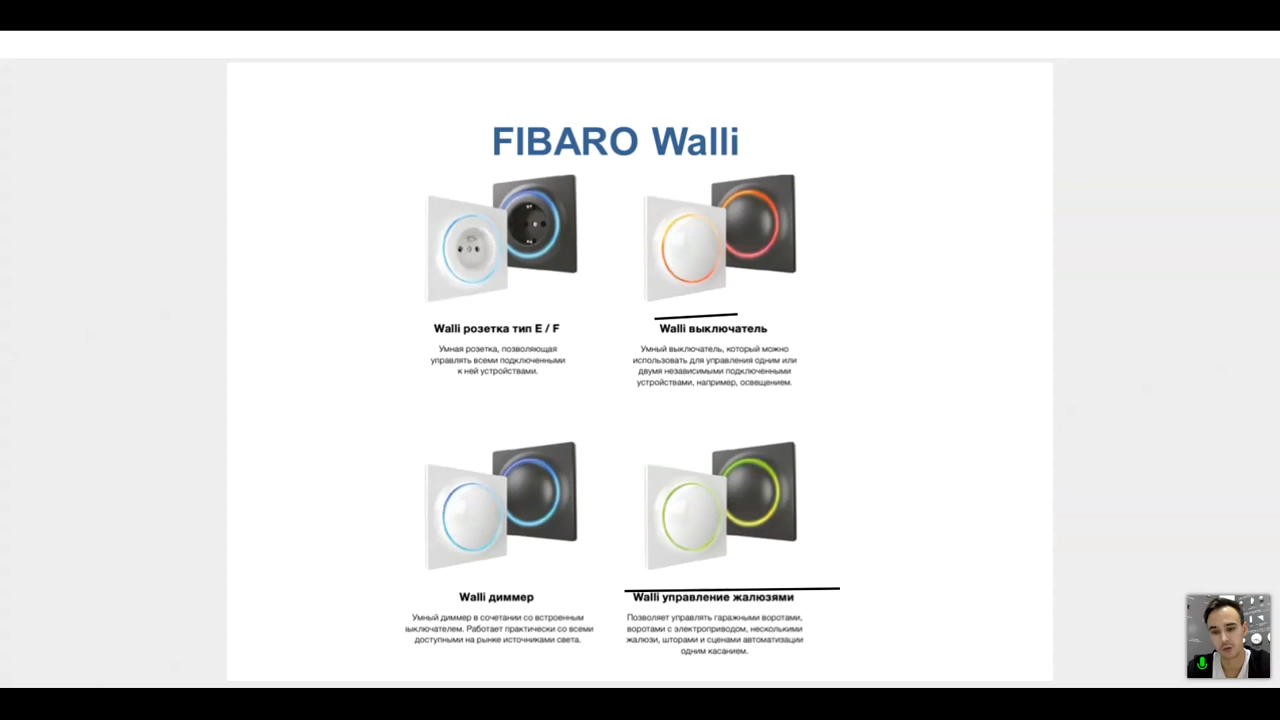 FIBARO Walli
Walli розетка тип E / F
Умная розетка, позволяющая
управлять всеми подключенными
к ней устройствами.
Walli выключатель
Умный выключатель, который можно
использовать для управления одним или
двумя независимыми подключенными
устройствами, например, освещением.
Walli диммер
Умный диммер в сочетании со встроенным
выключателем. Работает практически со всеми
доступными на рынке источниками света.
Walli управление жалюзями
Позволяет управлять гаражными воротами,
воротами с электроприводом, несколькими
жалюзи, шторами и сценами автоматизации
одним касанием.